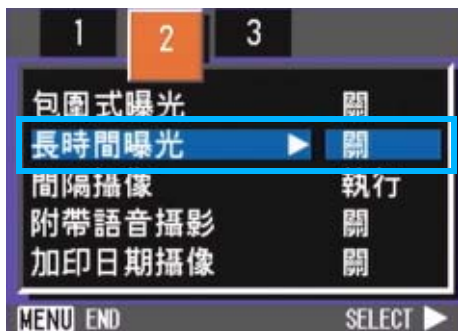 1 2 3
包圍式曝光 關
長時間曝光 ▶ 關
間隔攝像 執行
附帶語音攝影 關
加印日期攝像 關
MENU END SELECT ▶